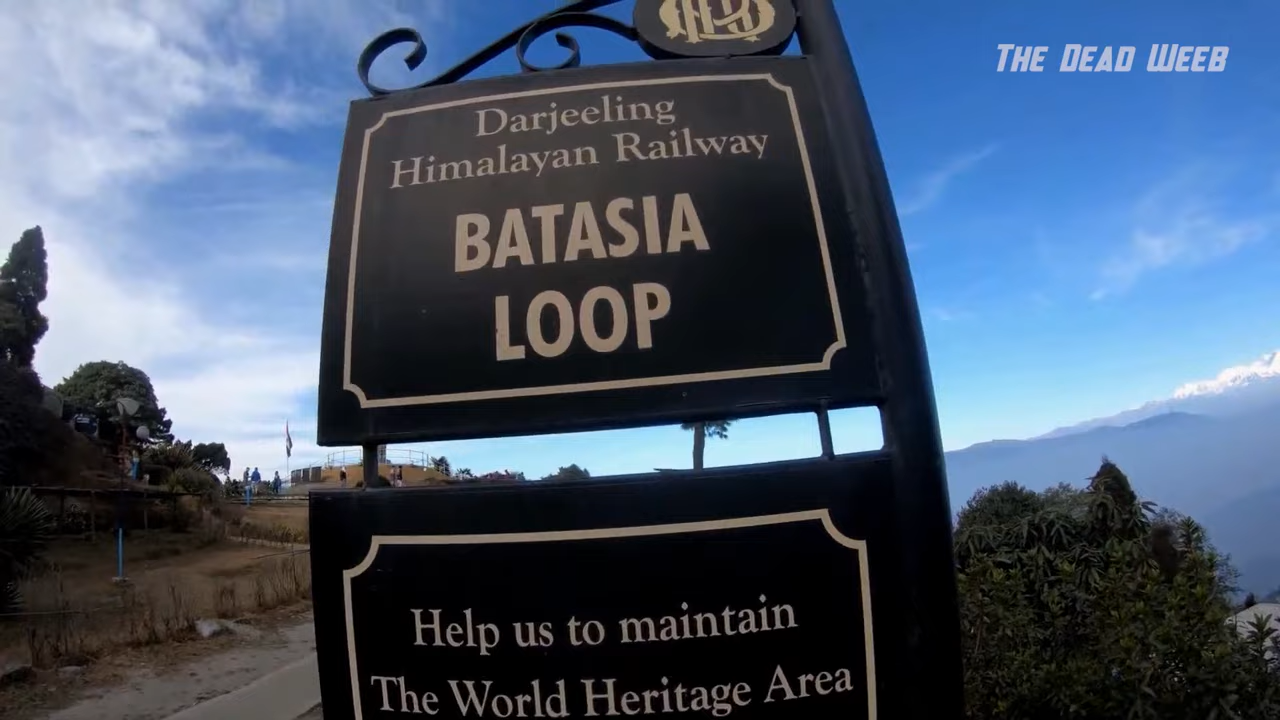 The Dead Weeb
Darjeeling
Himalayan Railway
BATASIA
LOOP
Help us to maintain
The World Heritage Area